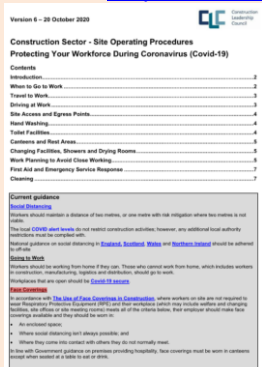 Version 6 – 20 October 2020
CLC
Construction
Leadership
Council
Construction Sector - Site Operating Procedures
Protecting Your Workforce During Coronavirus (Covid-19)
Contents
Introduction 2
When to Go to Work 2
Travel to Work 3
Driving at Work 3
Site Access and Egress Points 4
Hand Washing 4
Toilet Facilities 4
Canteens and Rest Areas 5
Changing Facilities, Showers and Drying Rooms 5
Work Planning to Avoid Close Working 5
First Aid and Emergency Service Response 7
Cleaning 7
Current guidance
Social Distancing
Workers should maintain a distance of two metres, or one metre with risk mitigation where two metres is not
viable.
The local COVID alert levels do not restrict construction activities; however, any additional local authority
restrictions must be complied with.
National guidance on social distancing in England, Scotland, Wales and Northern Ireland should be adhered
to off-site
Going to Work
Workers should be working from home if they can. Those who cannot work from home, which includes workers
in construction, manufacturing, logistics and distribution, should go to work.
Workplaces that are open should be Covid-19 secure.
Face Coverings
In accordance with The Use of Face Coverings in Construction, where workers on site are not required to
wear Respiratory Protective Equipment (RPE) and their workplace (which may include welfare and changing
facilities, site offices or site meeting rooms) meets all of the criteria below, their employer should make face
coverings available and they should be worn in:
• An enclosed space;
• Where social distancing isn't always possible; and
• Where they come into contact with others they do not normally meet.
In line with Government guidance on premises providing hospitality, face coverings must be worn in canteens
except when seated at a table to eat or drink.